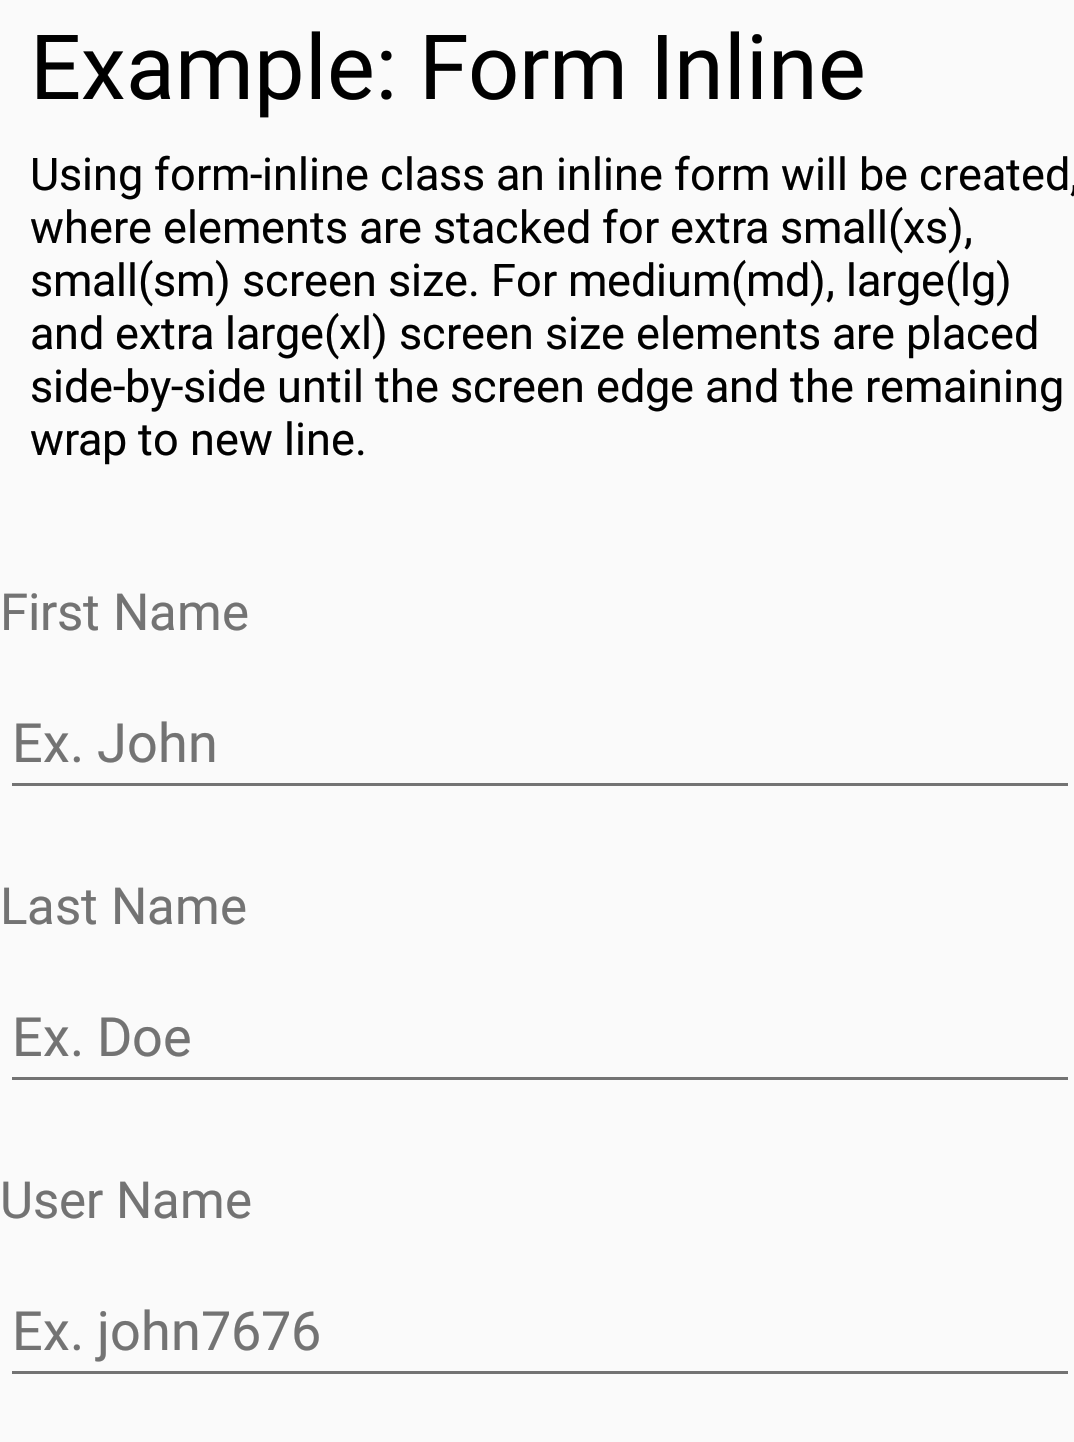 Example: Form Inline
Using form-inline class an inline form will be created,
where elements are stacked for extra small(xs),
small(sm) screen size. For medium(md), large(lg)
and extra large(xl) screen size elements are placed
side-by-side until the screen edge and the remaining
wrap to new line.
First Name
Ex. John
Last Name
Ex. Doe
User Name
Ex. john7676